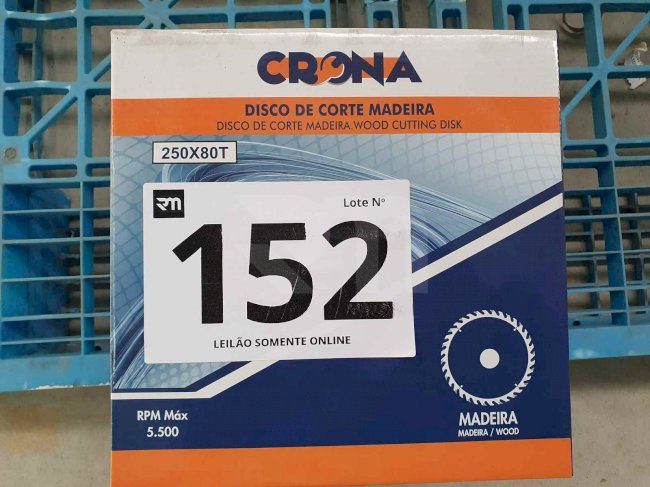 CRONA
DISCO DE CORTE MADEIRA
DISCO DE CORTE MADEIRA.WOOD CUTTING DISK
250X80T
RM
Lote Nº
152
LEILÃO SOMENTE ONLINE
RPM Máx
5.500
MADEIRA
MADEIRA / WOOD